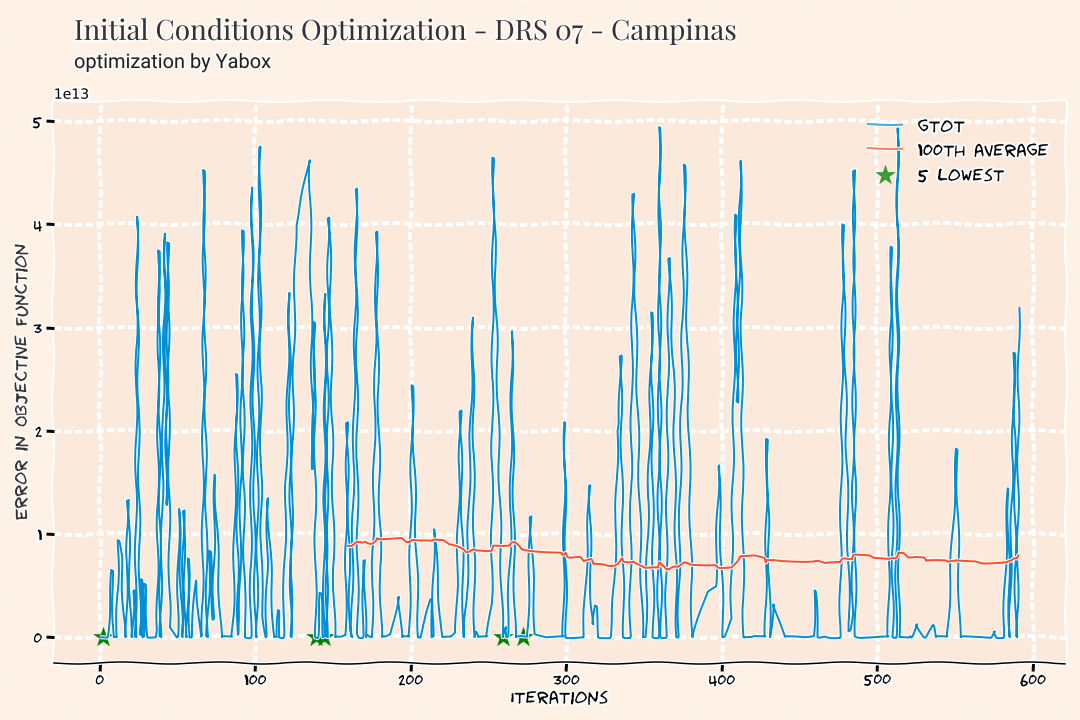 Initial Conditions Optimization - DRS 07 - Campinas
optimization by Yabox
1e13
5
4
3
2
1
0
ERROR IN OBJECTIVE FUNCTION
GTOT
100TH AVERAGE
5 LOWEST
0 100 200 300 400 500 600
ITERATIONS